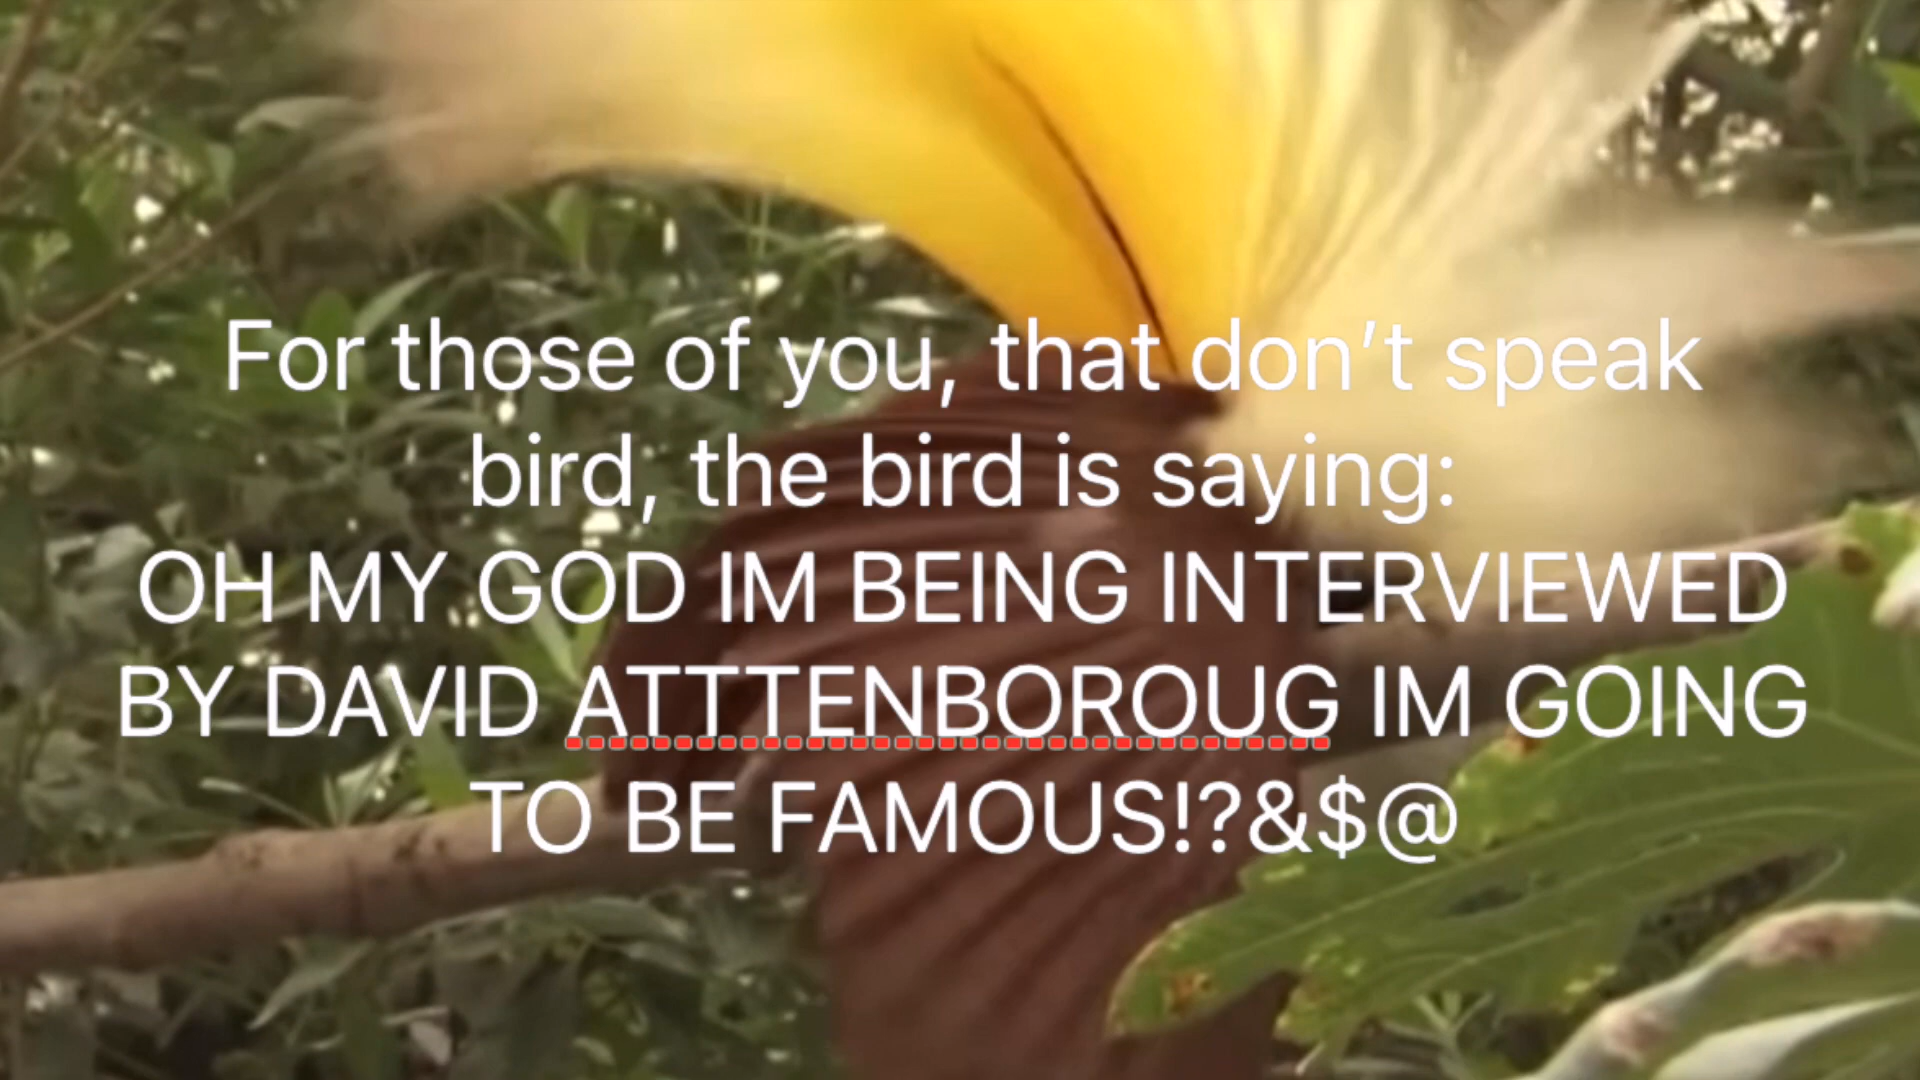 For those of you, that don’t speak
bird, the bird is saying:
OH MY GOD IM BEING INTERVIEWED
BY DAVID ATTTENBOROUG IM GOING
TO BE FAMOUS!?&$@